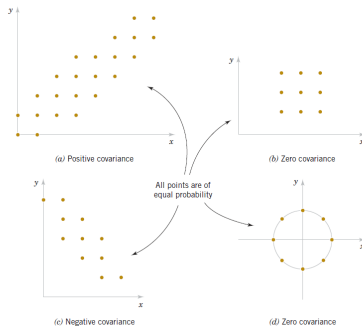 y
x
(a) Positive covariance
y
x
(b) Zero covariance
All points are of
equal probability
y
x
(c) Negative covariance
y
(d) Zero covariance